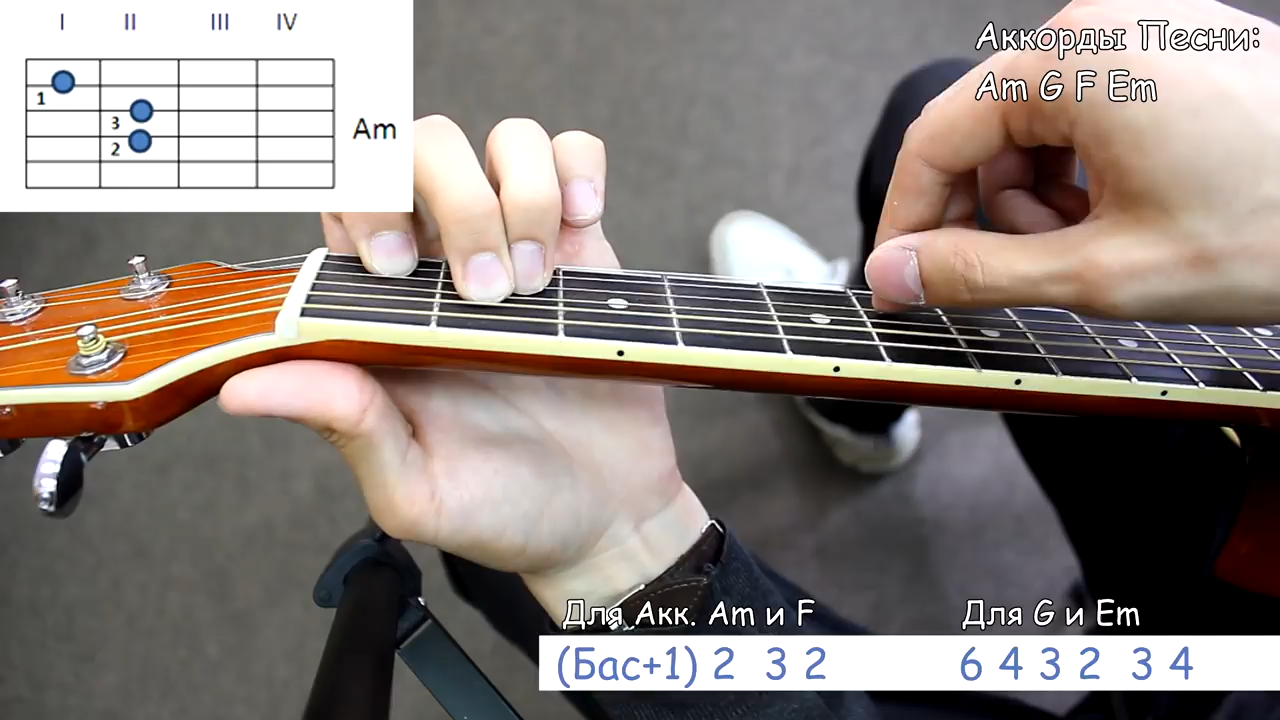 I II III IV
1
3
2
Am
Аккорды Песни:
Am G F Em
Для Акк. Am и F
(Бас+1) 2 3 2
Для G и Em
6 4 3 2 3 4